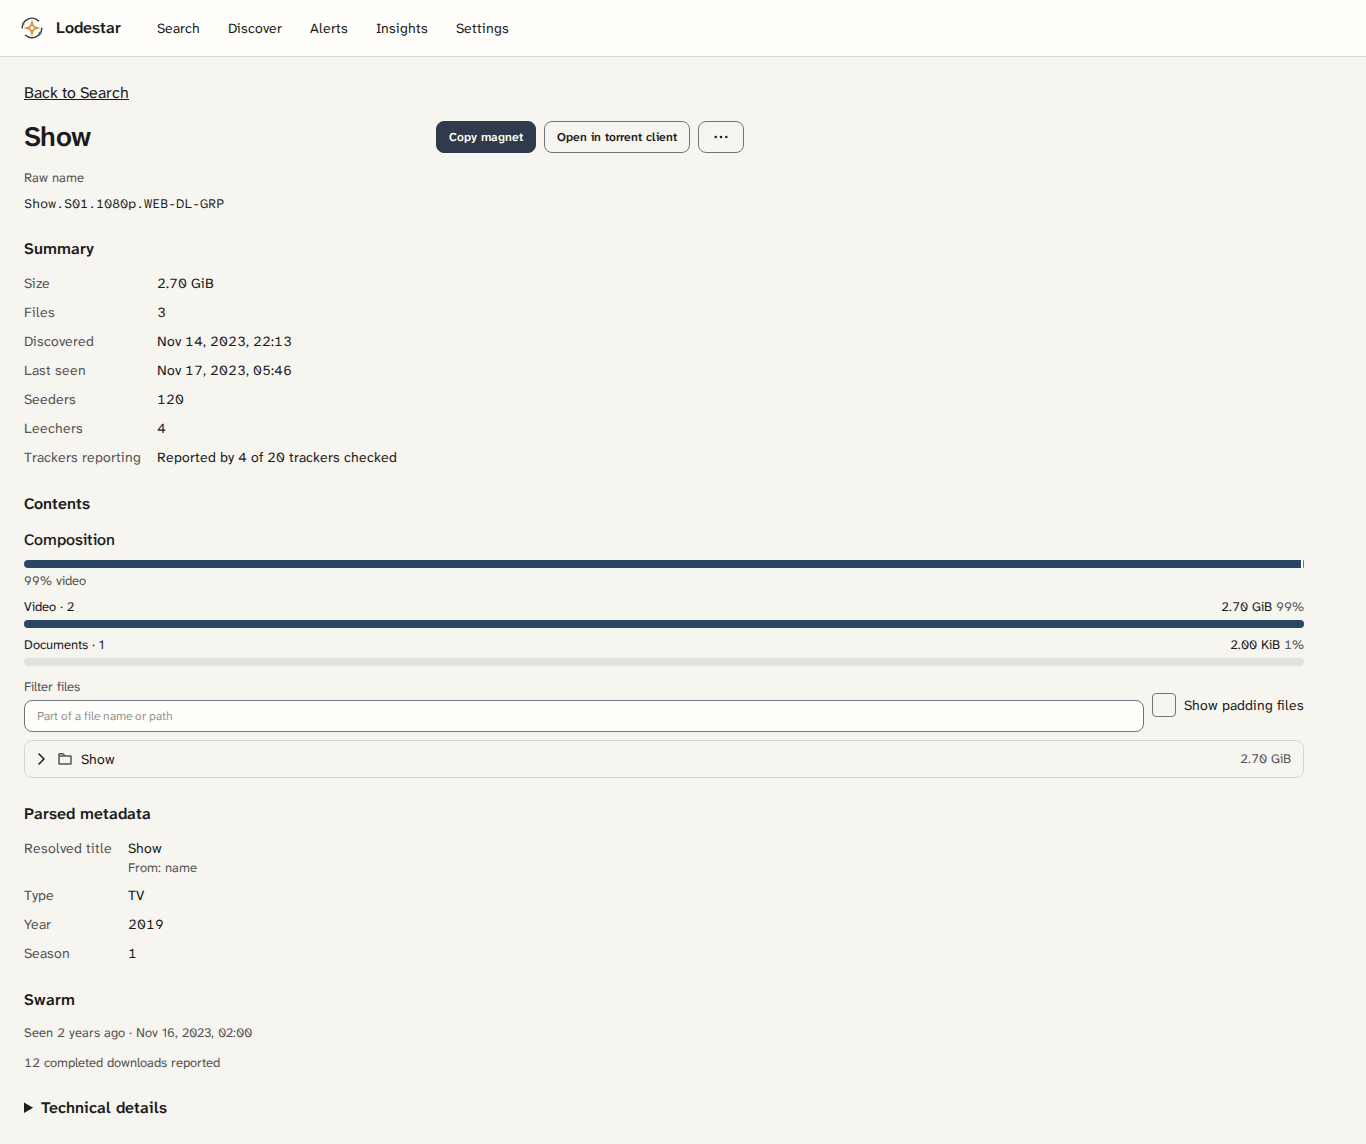 Lodestar Search Discover Alerts Insights Settings
Back to Search
Show
Copy magnet Open in torrent client ...
Raw name
Show.S01.1080p.WEB-DL-GRP
Summary
Size 2.70 GiB
Files 3
Discovered Nov 14, 2023, 22:13
Last seen Nov 17, 2023, 05:46
Seeders 120
Leechers 4
Trackers reporting Reported by 4 of 20 trackers checked
Contents
Composition
99% video
Video · 2 2.70 GiB 99%
Documents · 1 2.00 KiB 1%
Filter files
Part of a file name or path
Show padding files
Show 2.70 GiB
Parsed metadata
Resolved title Show
From: name
Type TV
Year 2019
Season 1
Swarm
Seen 2 years ago · Nov 16, 2023, 02:00
12 completed downloads reported
Technical details